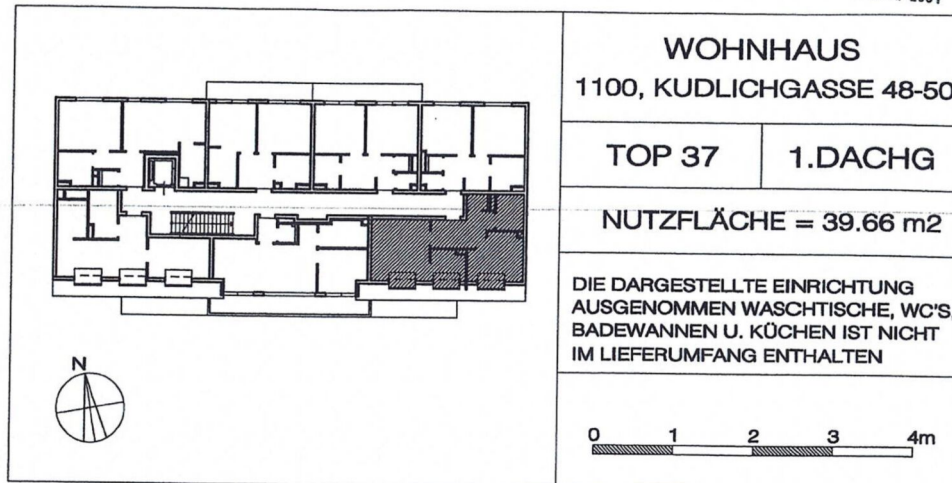 WOHNHAUS
1100, KUDLICHGASSE 48-50
TOP 37
1.DACHG
NUTZFLÄCHE = 39.66 m2
DIE DARGESTELLTE EINRICHTUNG
AUSGENOMMEN WASCHTISCHE, WC'S
BADEWANNEN U. KÜCHEN IST NICHT
IM LIEFERUMFANG ENTHALTEN
N
0 1 2 3 4m